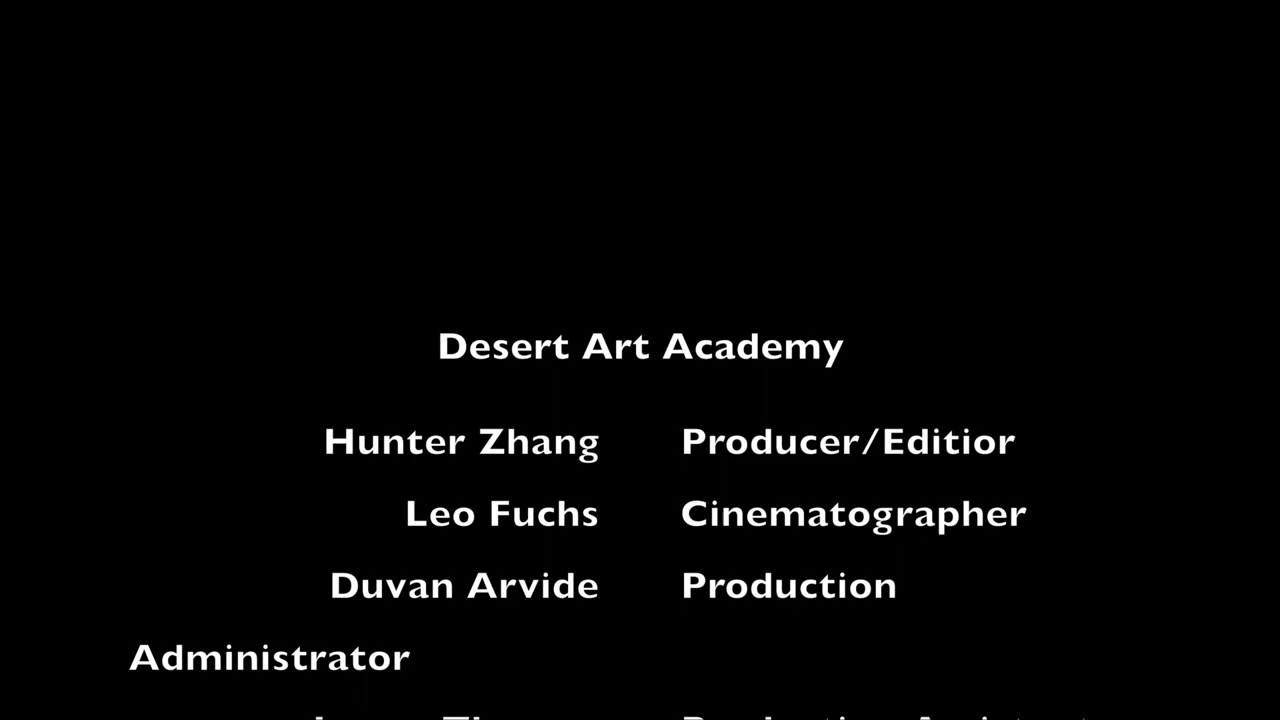 Desert Art Academy
Hunter Zhang Producer/Editior
Leo Fuchs Cinematographer
Duvan Arvide Production
Administrator